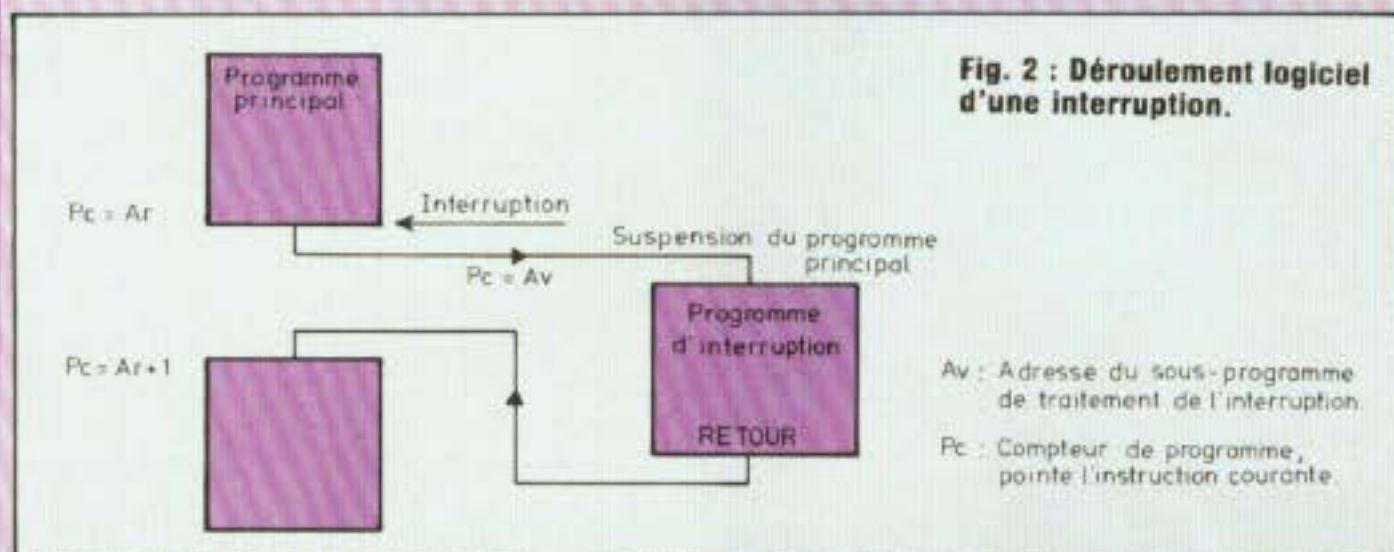 Fig. 2 : Déroulement logiciel
d'une interruption.
Programme
principal
Pc = Ar
Interruption
Suspension du programme
principal
Pc = Av
Programme
d'interruption
RETOUR
Pc = Ar+1
Av : Adresse du sous-programme
de traitement de l'interruption.
Pc : Compteur de programme,
pointe l'instruction courante.